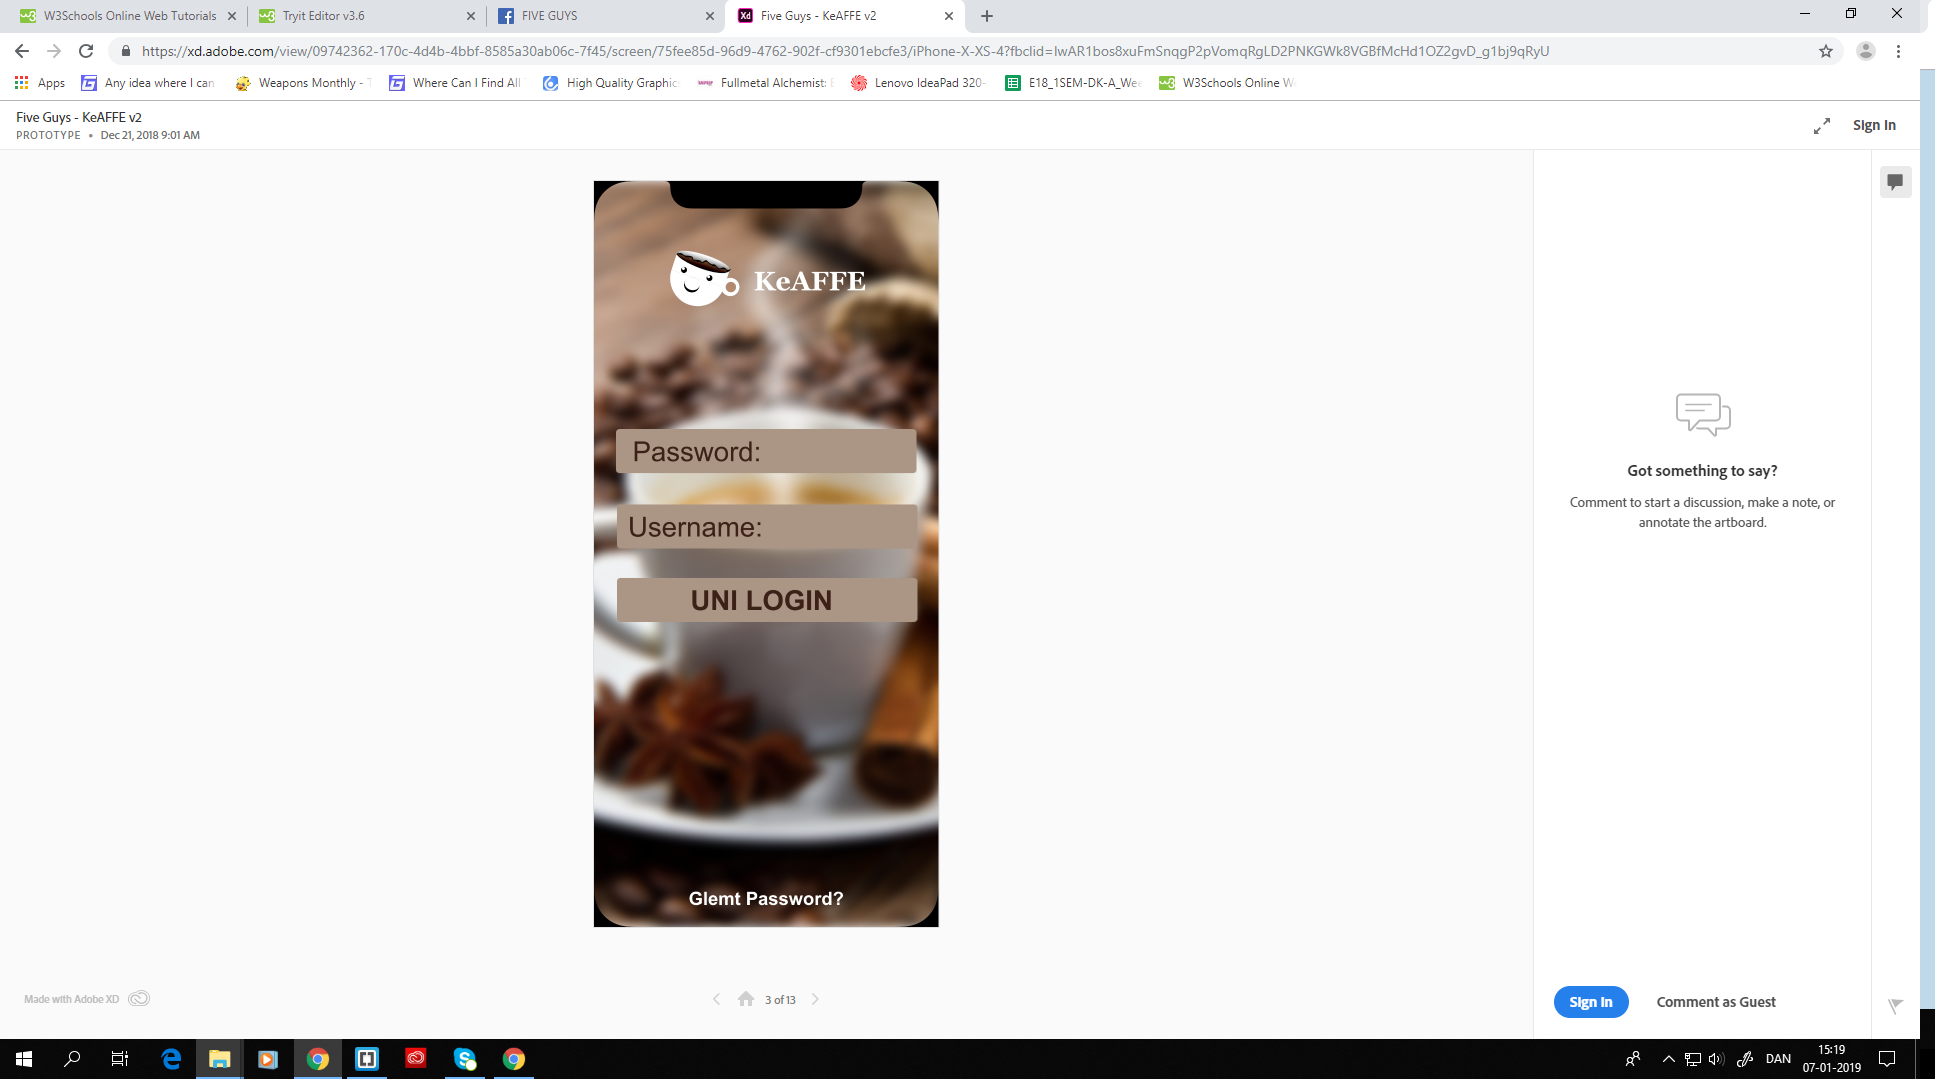 W3Schools Online Web Tutorials
Tryit Editor v3.6
FIVE GUYS
Xd
Five Guys - KeAFFE v2
https://xd.adobe.com/view/09742362-170c-4d4b-4bbf-8585a30ab06c-7f45/screen/75fee85d-96d9-4762-902f-cf9301ebcfe3/iPhone-X-XS-4?fbclid=IwAR1bos8xuFmSnqgP2pVomqRgLD2PNKGWk8VGBfMcHd1OZ2gvD_g1bj9qRyU
Apps
Any idea where I can
Weapons Monthly -
Where Can I Find All
High Quality Graphic
Fullmetal Alchemist:
Lenovo IdeaPad 320-
E18_1SEM-DK-A_Wee
W3Schools Online W
Five Guys - KeAFFE v2
PROTOTYPE • Dec 21, 2018 9:01 AM
Sign In
KeAFFE
Password:
Username:
UNI LOGIN
Glemt Password?
Got something to say?
Comment to start a discussion, make a note, or
annotate the artboard.
Made with Adobe XD
3 of 13
Sign In
Comment as Guest
DAN
15:19
07-01-2019